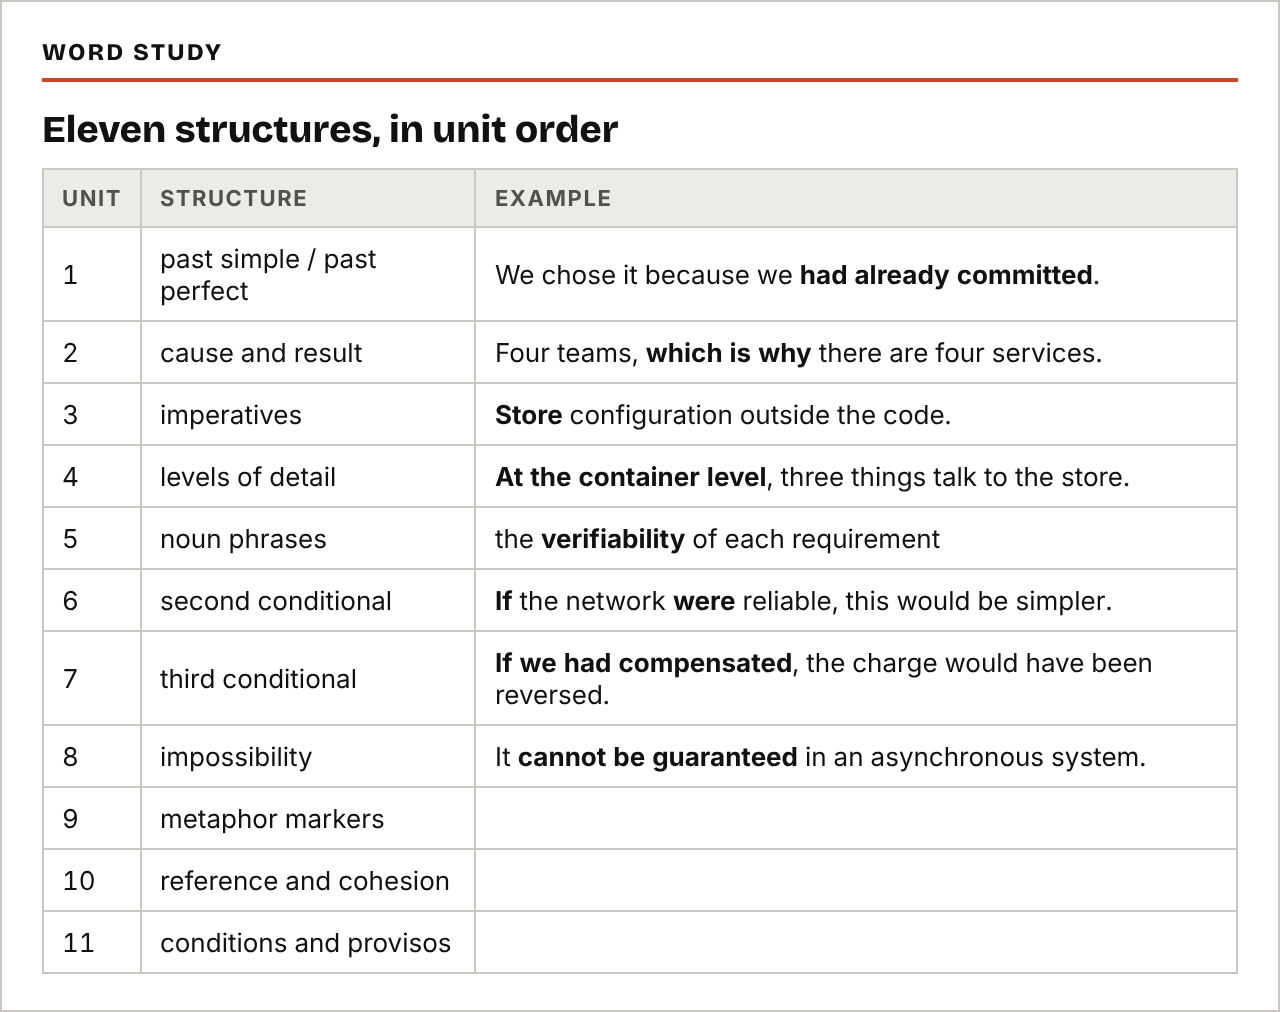 WORD STUDY
Eleven structures, in unit order
UNIT STRUCTURE EXAMPLE
1 past simple / past perfect We chose it because we had already committed.
2 cause and result Four teams, which is why there are four services.
3 imperatives Store configuration outside the code.
4 levels of detail At the container level, three things talk to the store.
5 noun phrases the verifiability of each requirement
6 second conditional If the network were reliable, this would be simpler.
7 third conditional If we had compensated, the charge would have been reversed.
8 impossibility It cannot be guaranteed in an asynchronous system.
9 metaphor markers
10 reference and cohesion
11 conditions and provisos